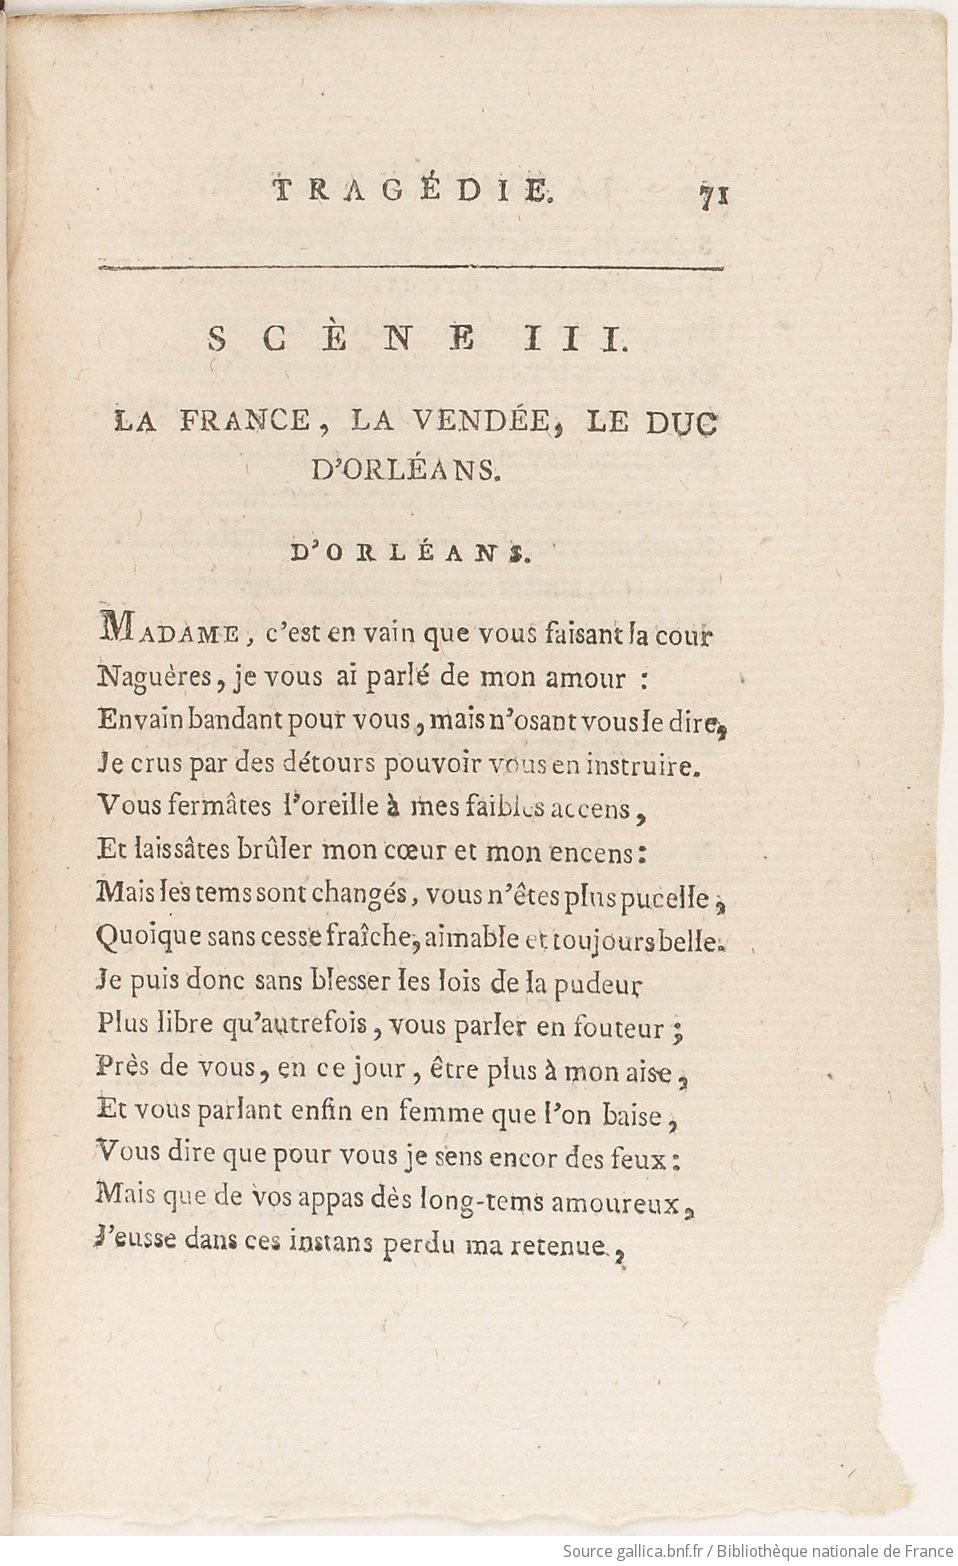 TRAGÉDIE. 71
SCÈNE III.
LA FRANCE, LA VENDÉE, LE DUC
D'ORLÉANS.
D'ORLÉANS.
MADAME, c'est en vain que vous faisant la cour
Naguères, je vous ai parlé de mon amour :
Envain bandant pour vous, mais n'osant vous le dire,
Je crus par des détours pouvoir vous en instruire.
Vous fermâtes l'oreille à mes faibles accens,
Et laissâtes brûler mon cœur et mon encens :
Mais les tems sont changés, vous n'êtes plus pucelle,
Quoique sans cesse fraîche, aimable et toujours belle.
Je puis donc sans blesser les lois de la pudeur
Plus libre qu'autrefois, vous parler en fouteur ;
Près de vous, en ce jour, être plus à mon aise,
Et vous parlant enfin en femme que l'on baise,
Vous dire que pour vous je sens encor des feux :
Mais que de vos appas dès long-tems amoureux,
J'eusse dans ces instans perdu ma retenue,
Source gallica.bnf.fr / Bibliothèque nationale de France